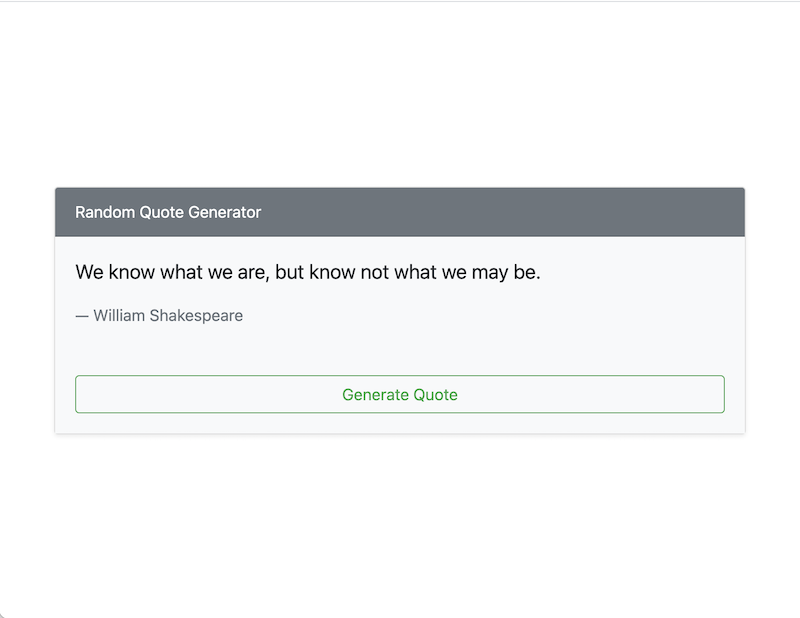 Random Quote Generator
We know what we are, but know not what we may be.
— William Shakespeare
Generate Quote